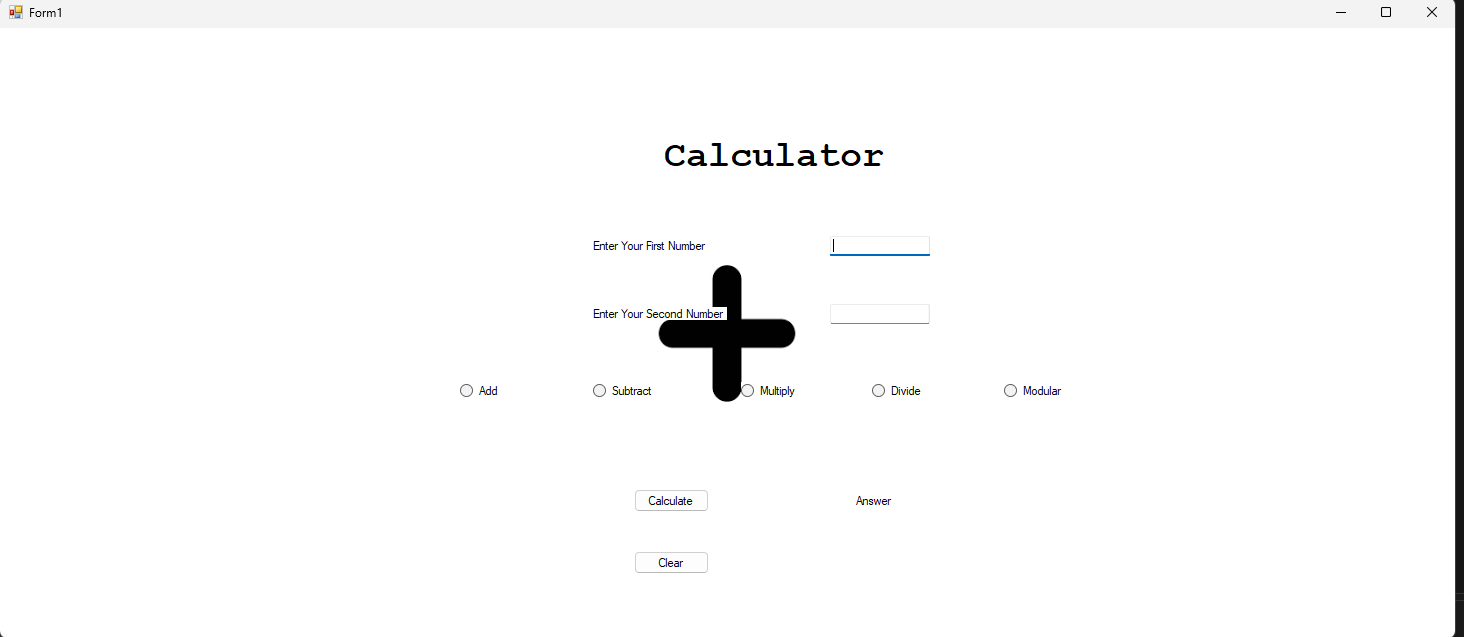 Form1
Calculator
Enter Your First Number
Enter Your Second Number
Add Subtract Multiply Divide Modular
Calculate Answer
Clear